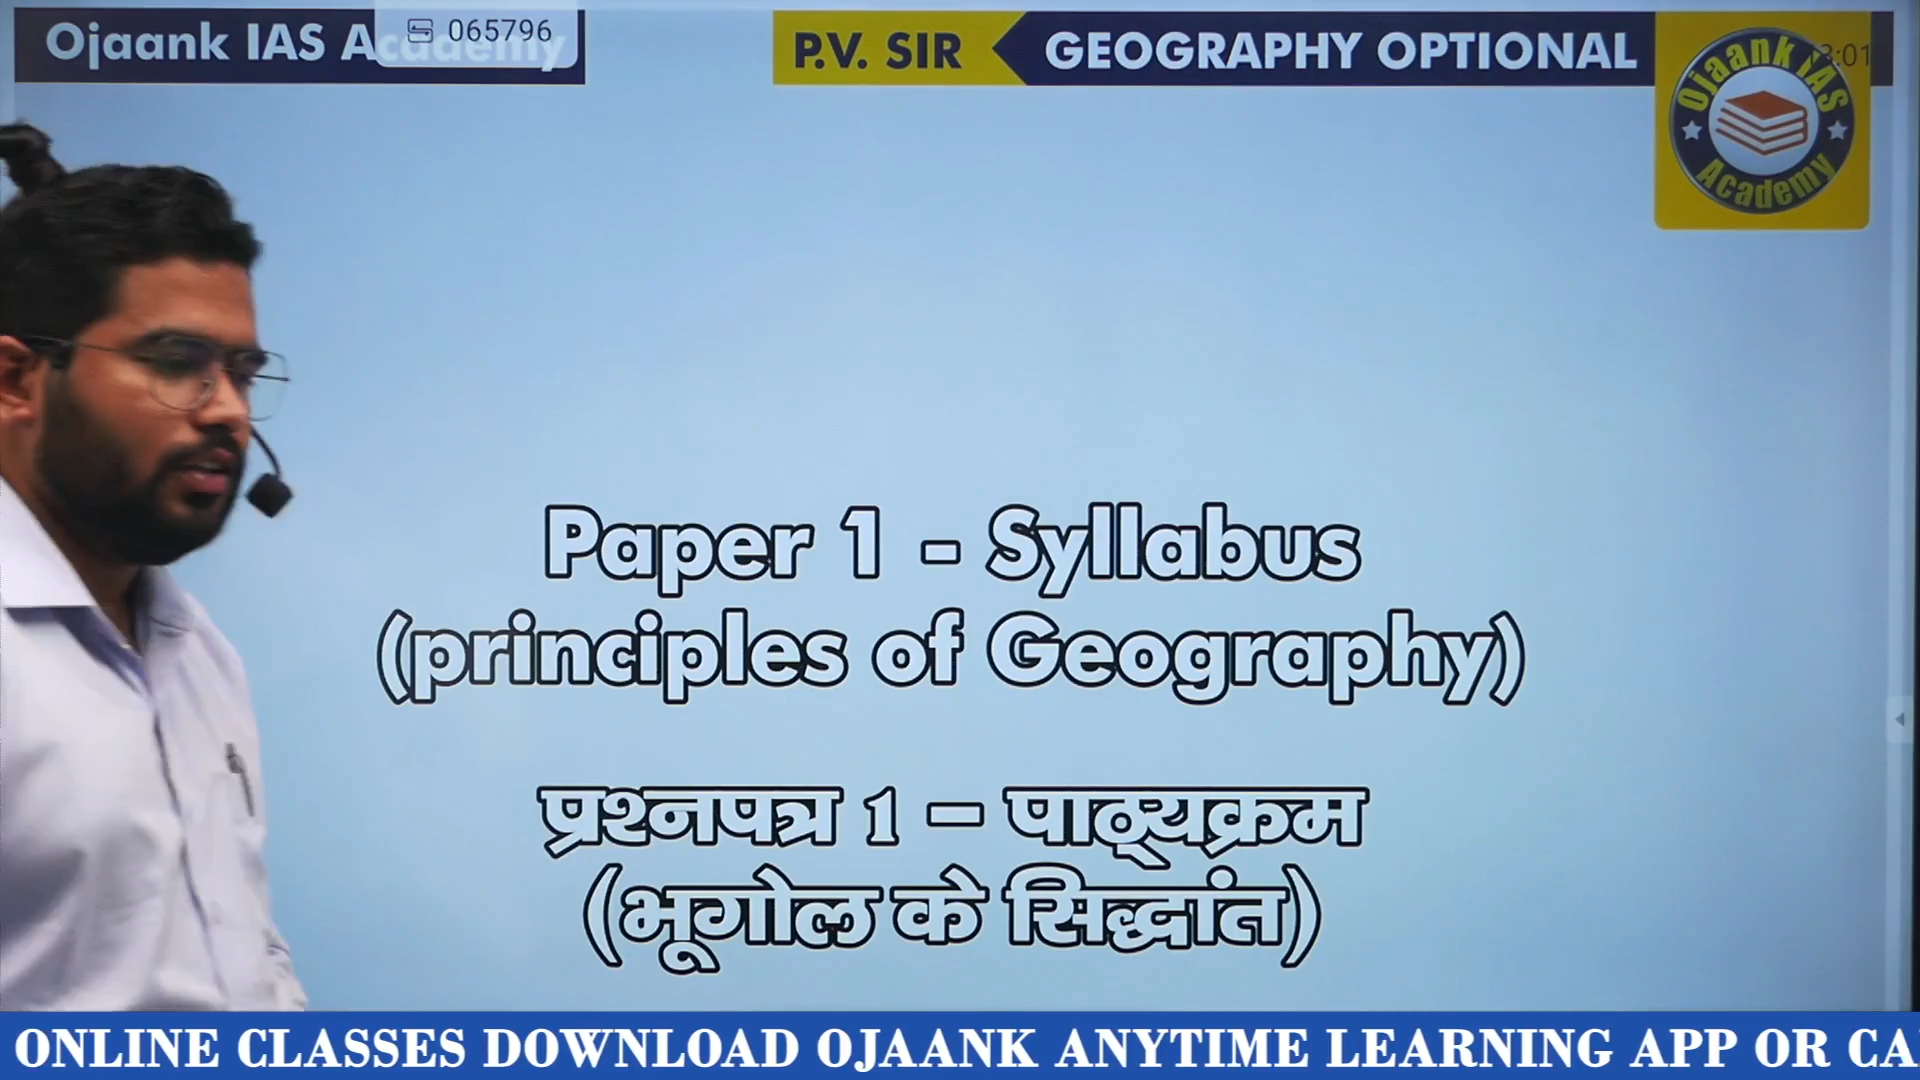 Ojaank IAS Academy
065796
P.V. SIR
GEOGRAPHY OPTIONAL
Ojaank IAS
Academy
Paper 1 - Syllabus
(principles of Geography)
प्रश्नपत्र 1 – पाठ्यक्रम
(भूगोल के सिद्धांत)
ONLINE CLASSES DOWNLOAD OJAANK ANYTIME LEARNING APP OR CA